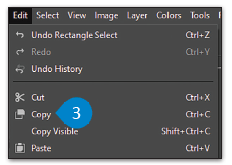 Edit Select View Image Layer Colors Tools
Undo Rectangle Select Ctrl+Z
Redo Ctrl+Y
Undo History
Cut Ctrl+X
Copy 3 Ctrl+C
Copy Visible Shift+Ctrl+C
Paste Ctrl+V